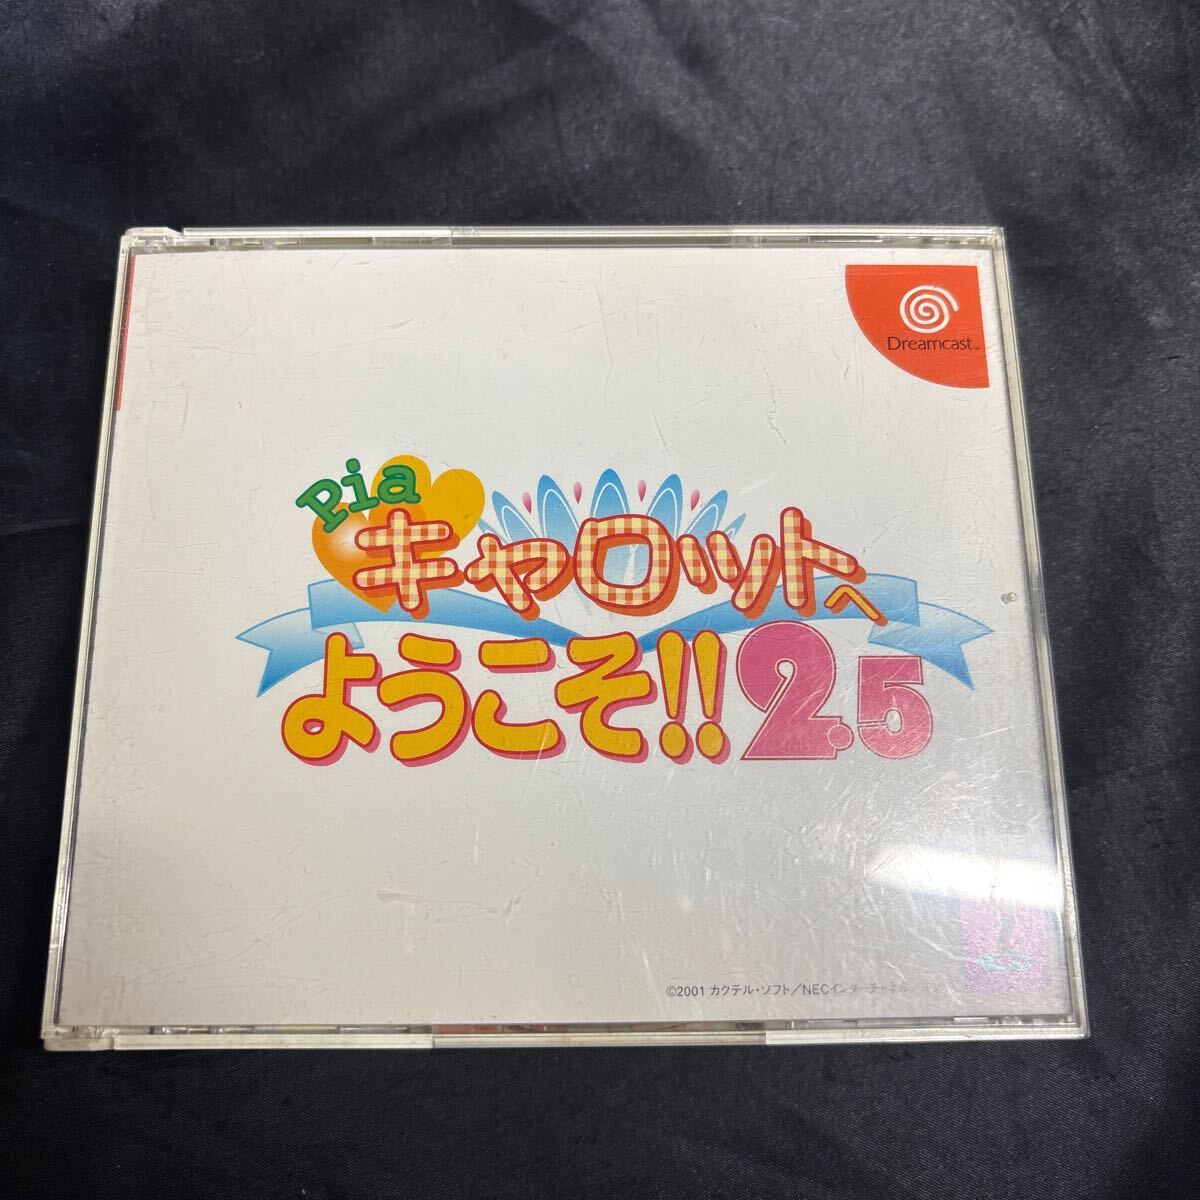 Dreamcast™
Pia
キャロットへ
ようこそ!! 2.5
©2001 カクテル・ソフト/NECインターチャネル